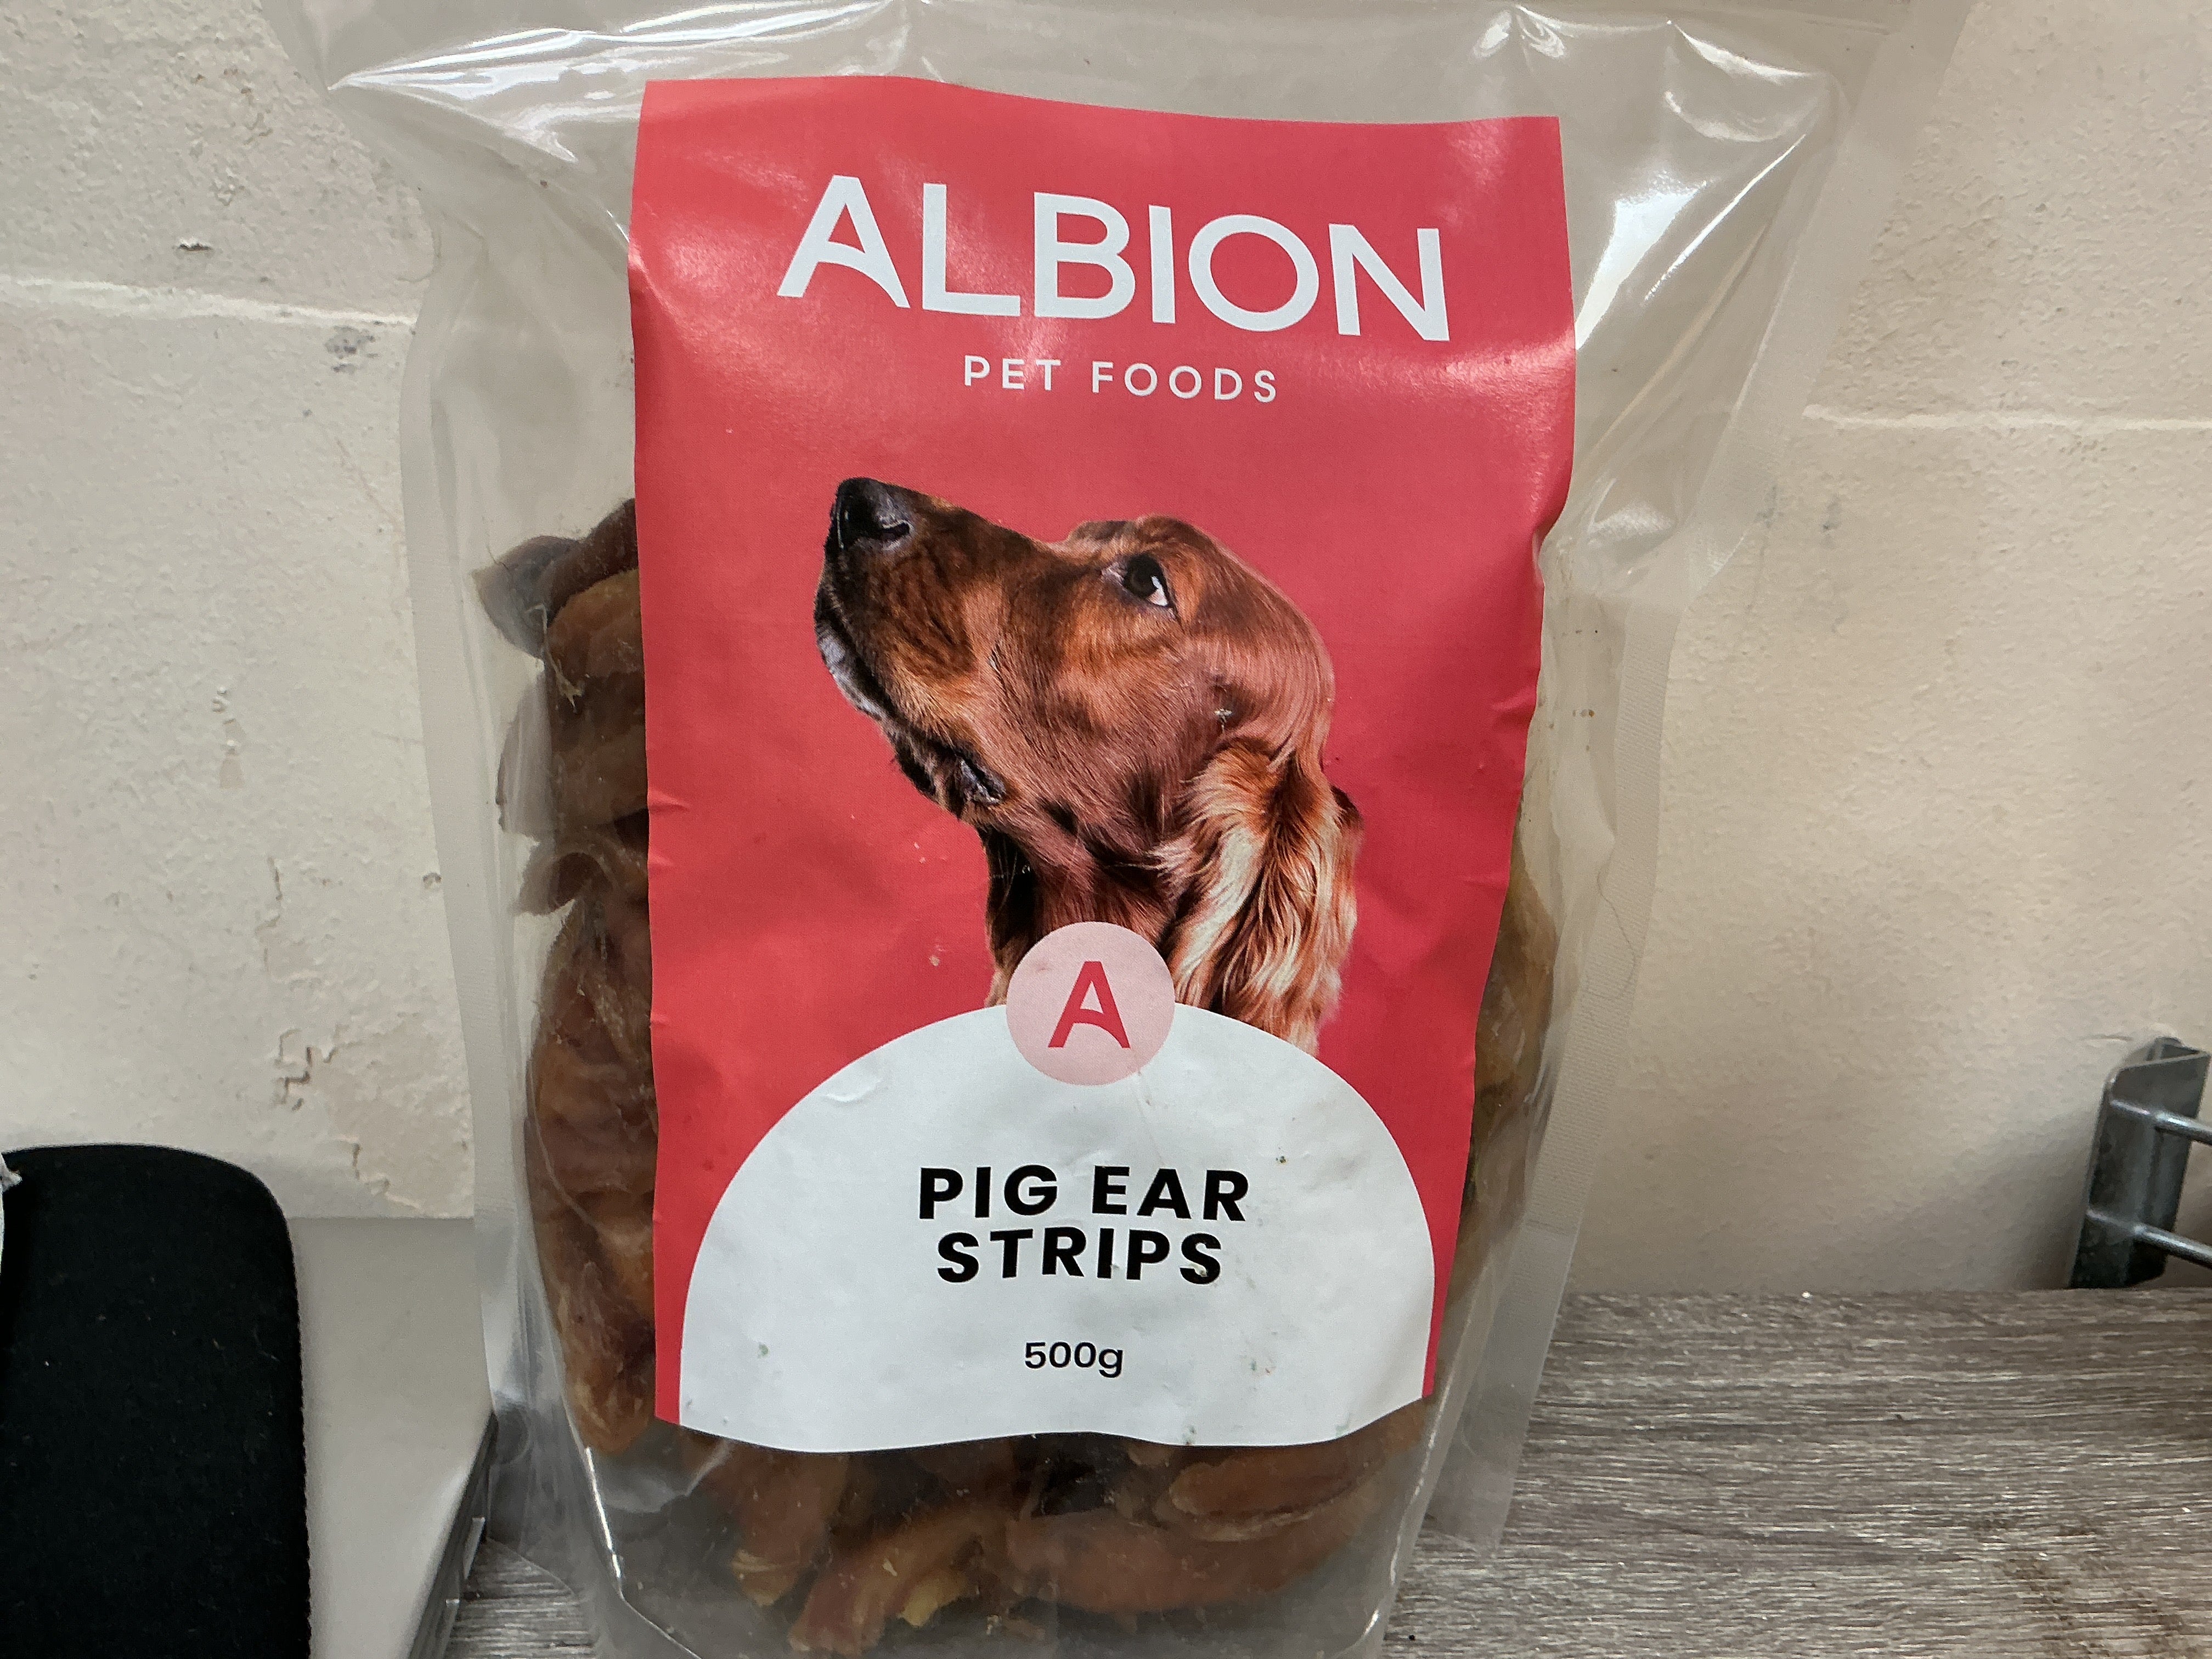 ALBION
PET FOODS
A
PIG EAR
STRIPS
500g